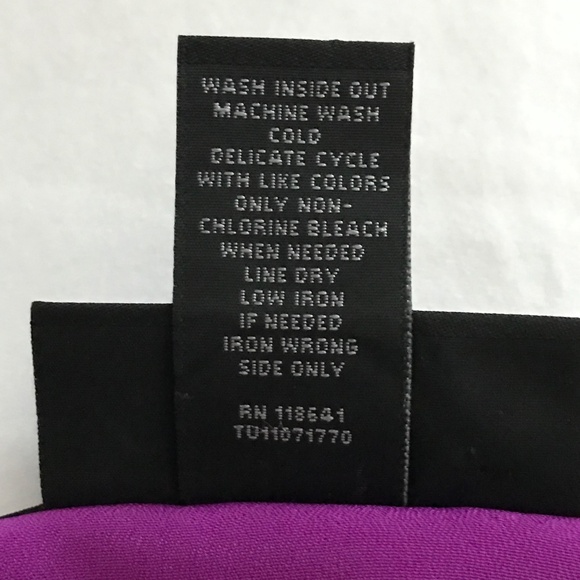 WASH INSIDE OUT
MACHINE WASH
COLD
DELICATE CYCLE
WITH LIKE COLORS
ONLY NON-
CHLORINE BLEACH
WHEN NEEDED
LINE DRY
LOW IRON
IF NEEDED
IRON WRONG
SIDE ONLY
RN 118641
TU11071770